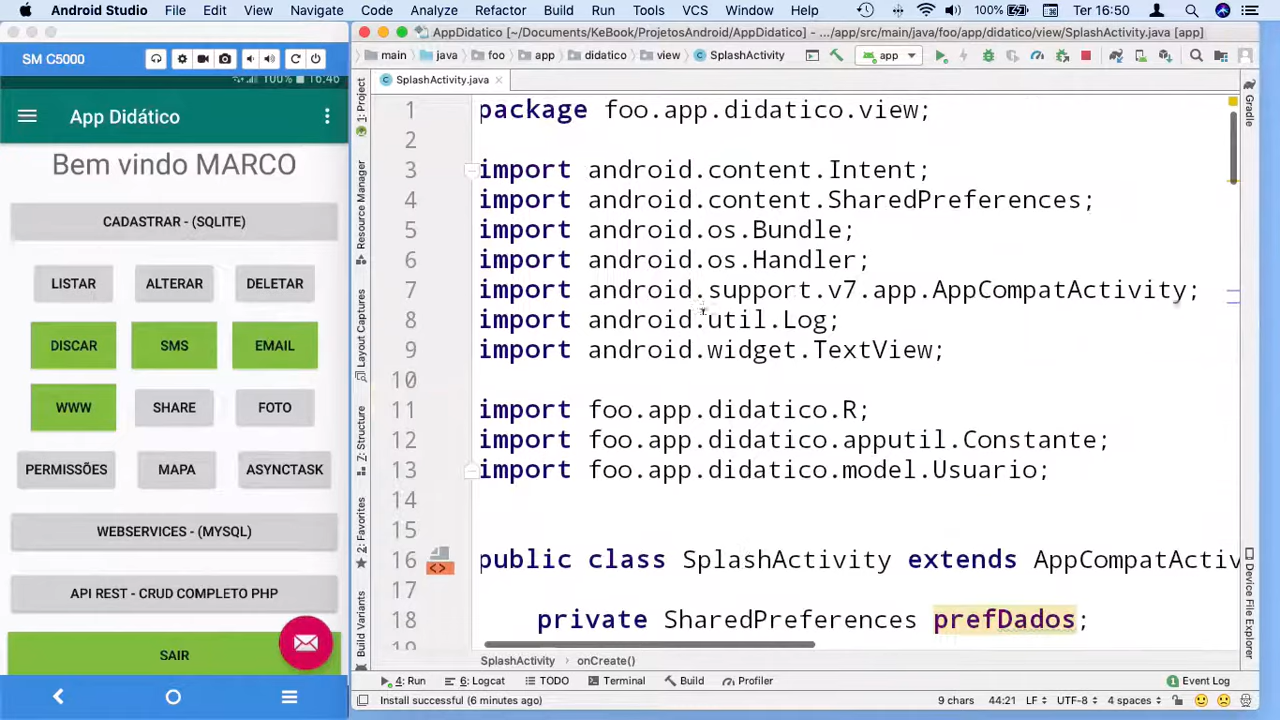 Android Studio File Edit View Navigate Code Analyze Refactor Build Run Tools VCS Window Help 100% Ter 16:50
AppDidatico [~/Documents/KeBook/ProjetosAndroid/AppDidatico] - .../app/src/main/java/foo/app/didatico/view/SplashActivity.java [app]
SM C5000
main java foo app didatico view SplashActivity app
100% 16:46
SplashActivity.java
App Didático
Bem vindo MARCO
CADASTRAR - (SQLITE)
LISTAR ALTERAR DELETAR
DISCAR SMS EMAIL
WWW SHARE FOTO
PERMISSÕES MAPA ASYNCTASK
WEBSERVICES - (MYSQL)
API REST - CRUD COMPLETO PHP
SAIR
1: Project
Resource Manager
Layout Captures
7: Structure
2: Favorites
Build Variants
1 package foo.app.didatico.view;
2
3 import android.content.Intent;
4 import android.content.SharedPreferences;
5 import android.os.Bundle;
6 import android.os.Handler;
7 import android.support.v7.app.AppCompatActivity;
8 import android.util.Log;
9 import android.widget.TextView;
10
11 import foo.app.didatico.R;
12 import foo.app.didatico.apputil.Constante;
13 import foo.app.didatico.model.Usuario;
14
15
16 public class SplashActivity extends AppCompatActiv
17
18 private SharedPreferences prefDados;
19
Gradle
Device File Explorer
SplashActivity onCreate()
4: Run 6: Logcat TODO Terminal Build Profiler Event Log
Install successful (6 minutes ago) 9 chars 44:21 LF UTF-8 4 spaces